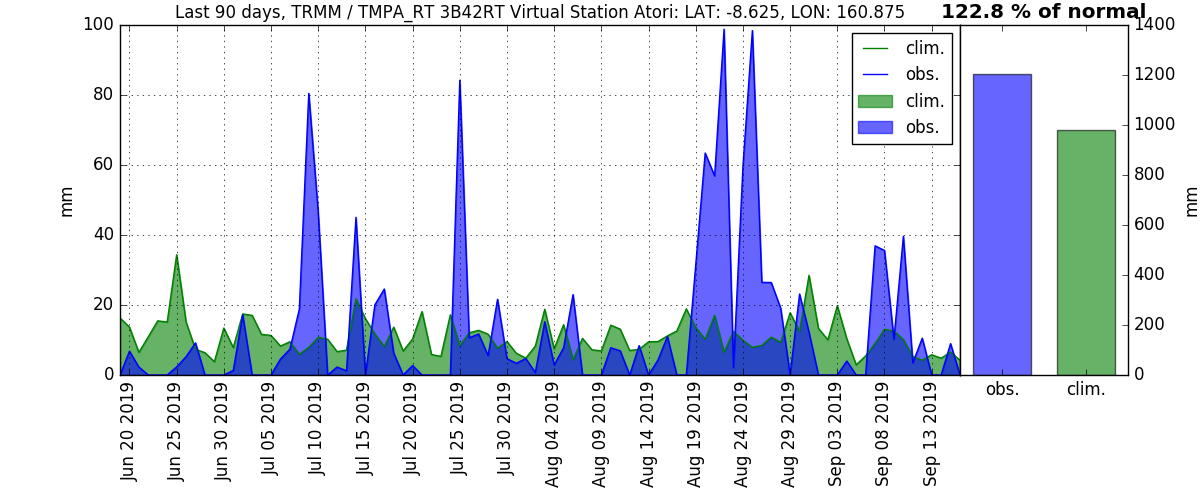 Last 90 days, TRMM / TMPA_RT 3B42RT Virtual Station Atori: LAT: -8.625, LON: 160.875
122.8 % of normal
100
80
60
40
20
0
mm
clim.
obs.
clim.
obs.
1400
1200
1000
800
600
400
200
0
mm
obs.
clim.
Jun 20 2019
Jun 25 2019
Jun 30 2019
Jul 05 2019
Jul 10 2019
Jul 15 2019
Jul 20 2019
Jul 25 2019
Jul 30 2019
Aug 04 2019
Aug 09 2019
Aug 14 2019
Aug 19 2019
Aug 24 2019
Aug 29 2019
Sep 03 2019
Sep 08 2019
Sep 13 2019